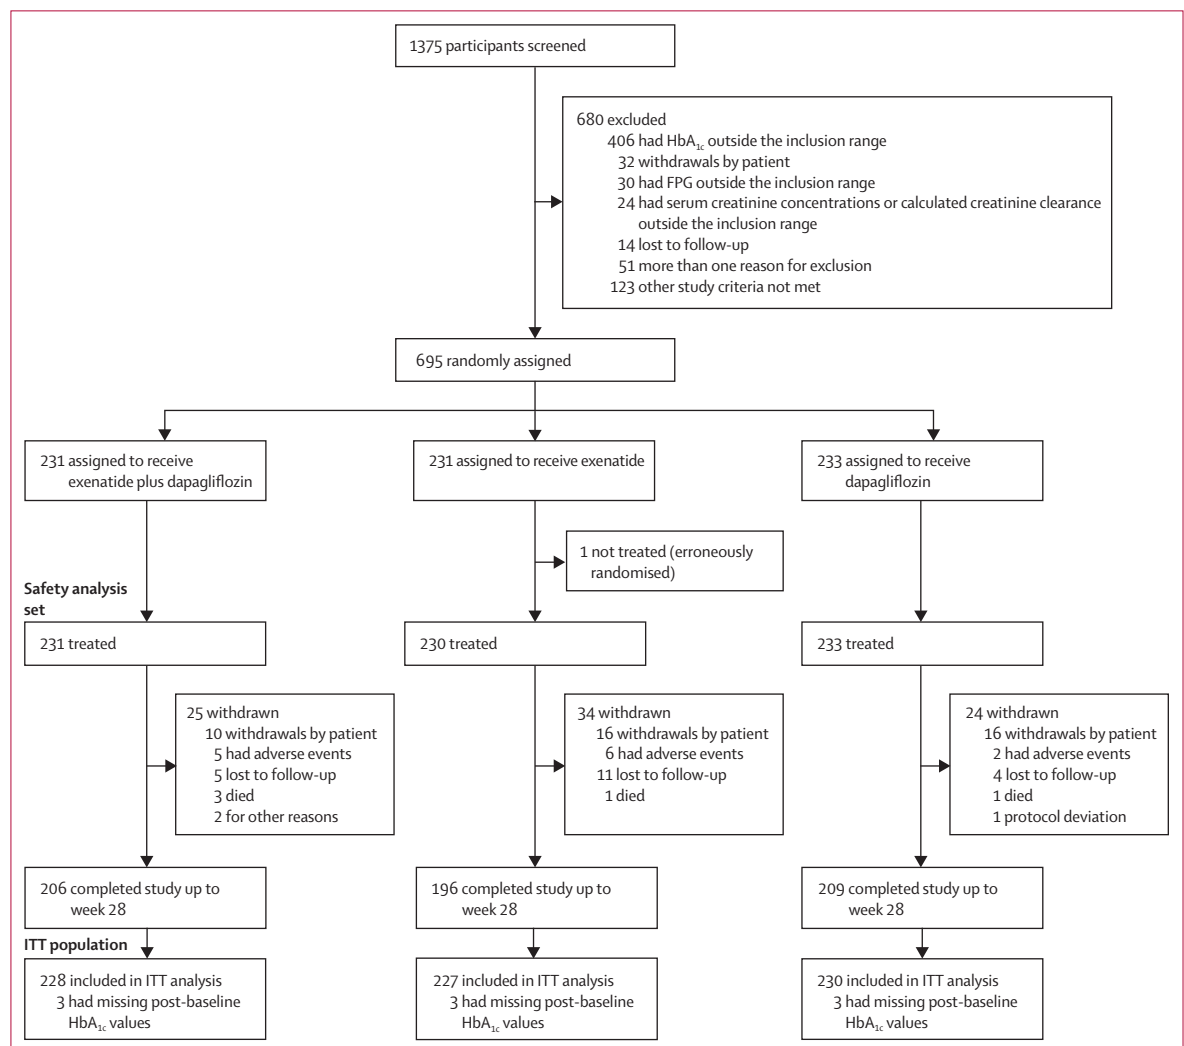 1375 participants screened
680 excluded
406 had HbA1c outside the inclusion range
32 withdrawals by patient
30 had FPG outside the inclusion range
24 had serum creatinine concentrations or calculated creatinine clearance
outside the inclusion range
14 lost to follow-up
51 more than one reason for exclusion
123 other study criteria not met
695 randomly assigned
231 assigned to receive
exenatide plus dapagliflozin
231 assigned to receive exenatide
233 assigned to receive
dapagliflozin
1 not treated (erroneously
randomised)
Safety analysis
set
231 treated
230 treated
233 treated
25 withdrawn
10 withdrawals by patient
5 had adverse events
5 lost to follow-up
3 died
2 for other reasons
34 withdrawn
16 withdrawals by patient
6 had adverse events
11 lost to follow-up
1 died
24 withdrawn
16 withdrawals by patient
2 had adverse events
4 lost to follow-up
1 died
1 protocol deviation
206 completed study up to
week 28
196 completed study up to
week 28
209 completed study up to
week 28
ITT population
228 included in ITT analysis
3 had missing post-baseline
HbA1c values
227 included in ITT analysis
3 had missing post-baseline
HbA1c values
230 included in ITT analysis
3 had missing post-baseline
HbA1c values